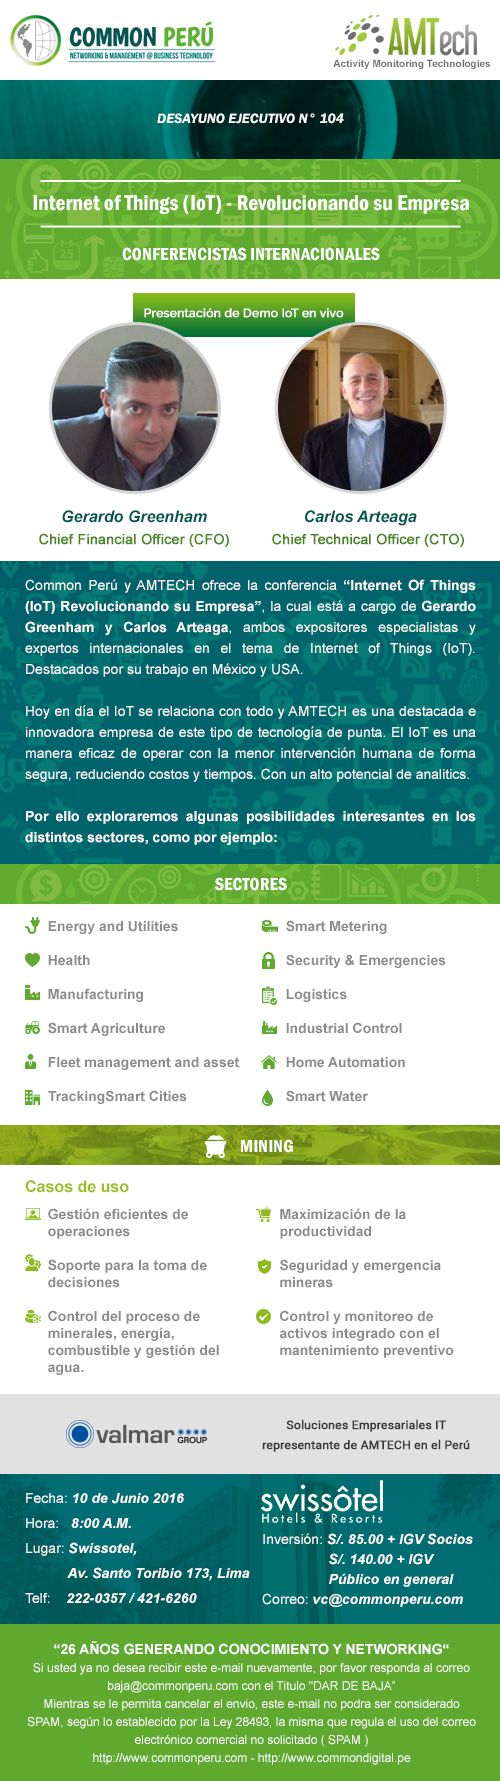 COMMON PERÚ
NETWORKING & MANAGEMENT @ BUSINESS TECHNOLOGY
AMTech
Activity Monitoring Technologies
DESAYUNO EJECUTIVO N° 104
Internet of Things (IoT) - Revolucionando su Empresa
CONFERENCISTAS INTERNACIONALES
Presentación de Demo IoT en vivo
Gerardo Greenham
Chief Financial Officer (CFO)
Carlos Arteaga
Chief Technical Officer (CTO)
Common Perú y AMTECH ofrece la conferencia “Internet Of Things
(IoT) Revolucionando su Empresa”, la cual está a cargo de Gerardo
Greenham y Carlos Arteaga, ambos expositores especialistas y
expertos internacionales en el tema de Internet of Things (IoT).
Destacados por su trabajo en México y USA.
Hoy en día el IoT se relaciona con todo y AMTECH es una destacada e
innovadora empresa de este tipo de tecnología de punta. El IoT es una
manera eficaz de operar con la menor intervención humana de forma
segura, reduciendo costos y tiempos. Con un alto potencial de analitics.
Por ello exploraremos algunas posibilidades interesantes en los
distintos sectores, como por ejemplo:
SECTORES
Energy and Utilities
Health
Manufacturing
Smart Agriculture
Fleet management and asset
TrackingSmart Cities
Smart Metering
Security & Emergencies
Logistics
Industrial Control
Home Automation
Smart Water
MINING
Casos de uso
Gestión eficientes de
operaciones
Soporte para la toma de
decisiones
Control del proceso de
minerales, energía,
combustible y gestión del
agua.
Maximización de la
productividad
Seguridad y emergencia
mineras
Control y monitoreo de
activos integrado con el
mantenimiento preventivo
valmar
GROUP
Soluciones Empresariales IT
representante de AMTECH en el Perú
Fecha: 10 de Junio 2016
Hora: 8:00 A.M.
Lugar: Swissotel,
Av. Santo Toribio 173, Lima
Telf: 222-0357 / 421-6260
swissôtel
Hotels & Resorts
Inversión: S/. 85.00 + IGV Socios
S/. 140.00 + IGV
Público en general
Correo: vc@commonperu.com
“26 AÑOS GENERANDO CONOCIMIENTO Y NETWORKING“
Si usted ya no desea recibir este e-mail nuevamente, por favor responda al correo
baja@commonperu.com con el Titulo "DAR DE BAJA"
Mientras se le permita cancelar el envio, este e-mail no podra ser considerado
SPAM, según lo establecido por la Ley 28493, la misma que regula el uso del correo
electrónico comercial no solicitado ( SPAM )
http://www.commonperu.com - http://www.commondigital.pe